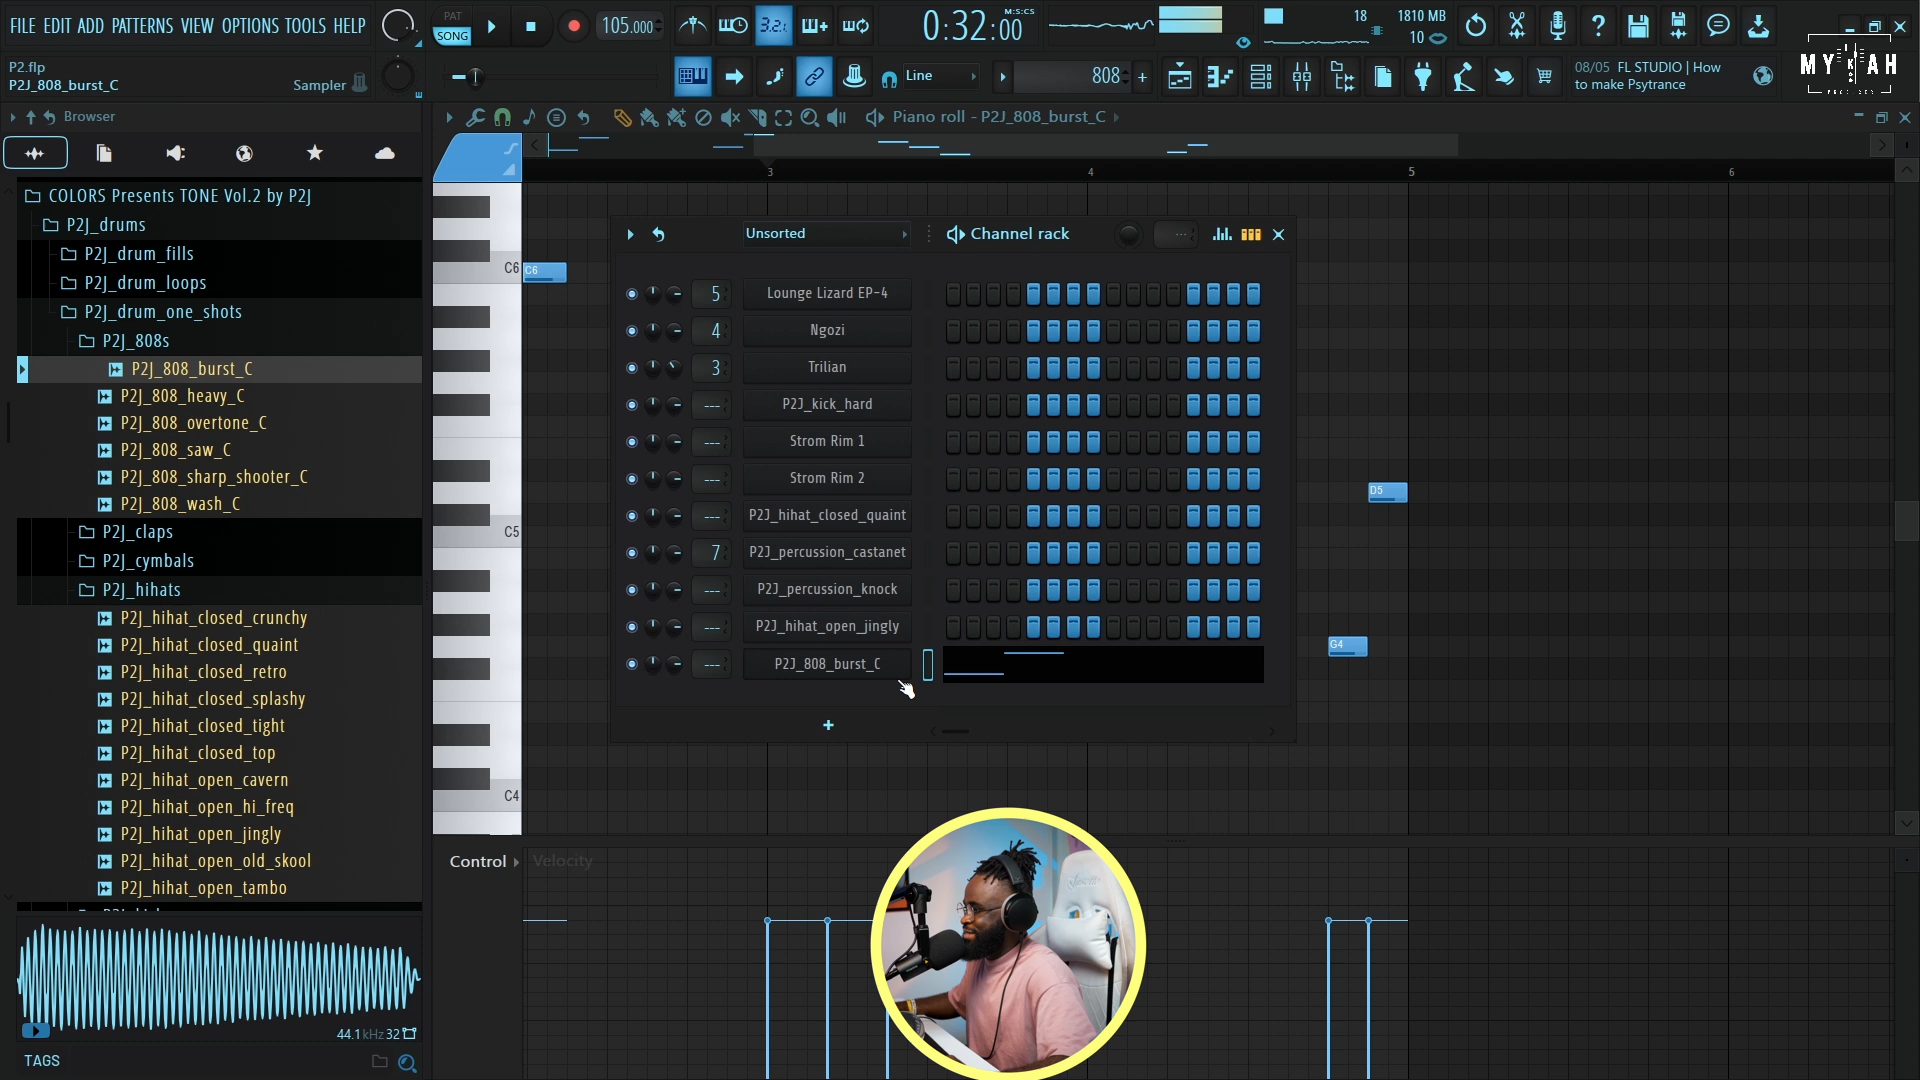 FILE EDIT ADD PATTERNS VIEW OPTIONS TOOLS HELP
PAT
SONG
105.000
3.2.
0:32:00
M:S:CS
18
1810 MB
10
P2.flp
P2J_808_burst_C
Sampler
Line
808
08/05 FL STUDIO | How
to make Psytrance
Browser
Piano roll - P2J_808_burst_C
COLORS Presents TONE Vol.2 by P2J
P2J_drums
P2J_drum_fills
P2J_drum_loops
P2J_drum_one_shots
P2J_808s
P2J_808_burst_C
P2J_808_heavy_C
P2J_808_overtone_C
P2J_808_saw_C
P2J_808_sharp_shooter_C
P2J_808_wash_C
P2J_claps
P2J_cymbals
P2J_hihats
P2J_hihat_closed_crunchy
P2J_hihat_closed_quaint
P2J_hihat_closed_retro
P2J_hihat_closed_splashy
P2J_hihat_closed_tight
P2J_hihat_closed_top
P2J_hihat_open_cavern
P2J_hihat_open_hi_freq
P2J_hihat_open_jingly
P2J_hihat_open_old_skool
P2J_hihat_open_tambo
44.1kHz 32
TAGS
3
4
5
6
C6
C6
C5
C4
D5
G4
Unsorted
Channel rack
5
Lounge Lizard EP-4
4
Ngozi
3
Trilian
---
P2J_kick_hard
---
Strom Rim 1
---
Strom Rim 2
---
P2J_hihat_closed_quaint
7
P2J_percussion_castanet
---
P2J_percussion_knock
---
P2J_hihat_open_jingly
---
P2J_808_burst_C
+
Control
Velocity